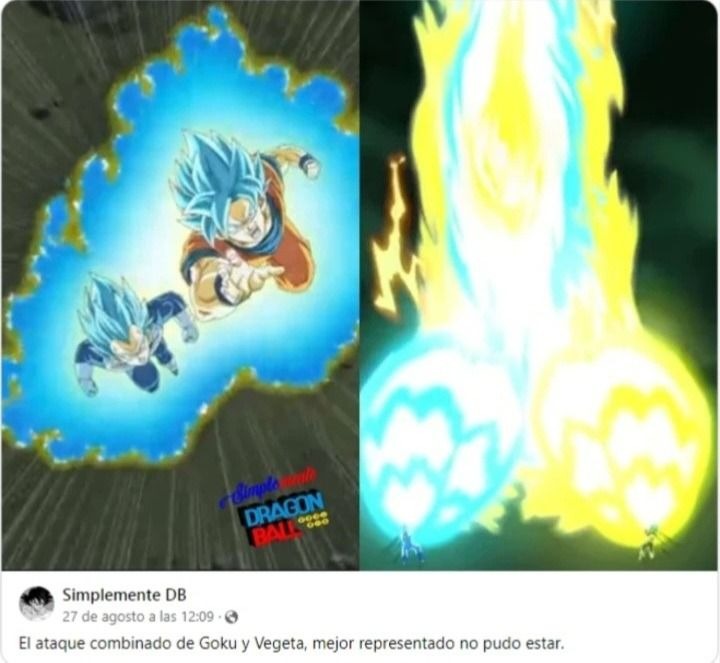 Simplemente
DRAGON
BALL
Simplemente DB
27 de agosto a las 12:09 ·
El ataque combinado de Goku y Vegeta, mejor representado no pudo estar.